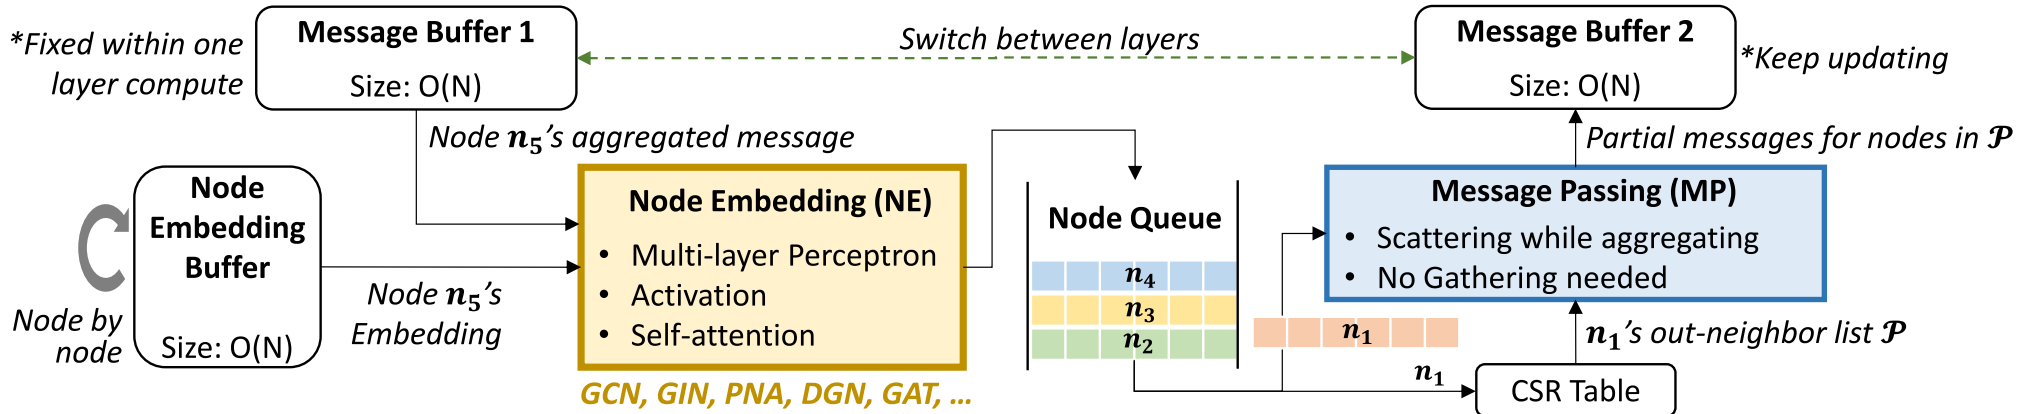 *Fixed within one
layer compute
Message Buffer 1
Size: O(N)
Switch between layers
Message Buffer 2
Size: O(N)
*Keep updating
Node n₅'s aggregated message
Partial messages for nodes in 𝓟
Node
Embedding
Buffer
Size: O(N)
Node by
node
Node n₅'s
Embedding
Node Embedding (NE)
• Multi-layer Perceptron
• Activation
• Self-attention
GCN, GIN, PNA, DGN, GAT, ...
Node Queue
n₄
n₃
n₂
n₁
n₁
Message Passing (MP)
• Scattering while aggregating
• No Gathering needed
n₁'s out-neighbor list 𝓟
CSR Table